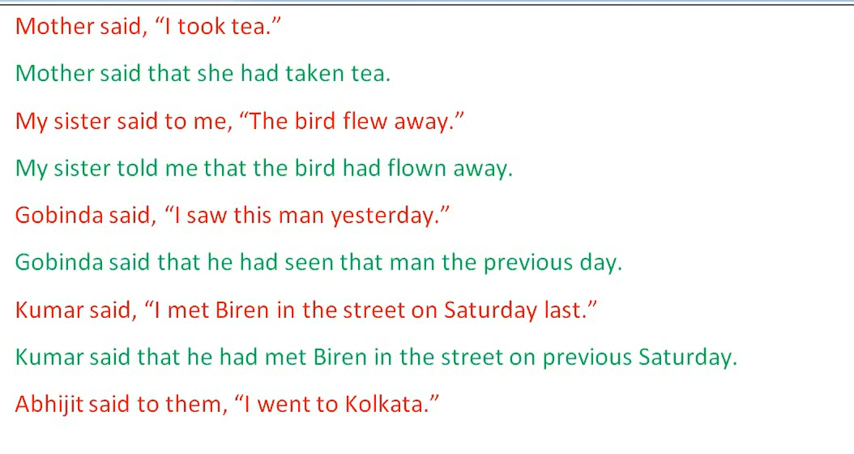 Mother said, “I took tea.”
Mother said that she had taken tea.
My sister said to me, “The bird flew away.”
My sister told me that the bird had flown away.
Gobinda said, “I saw this man yesterday.”
Gobinda said that he had seen that man the previous day.
Kumar said, “I met Biren in the street on Saturday last.”
Kumar said that he had met Biren in the street on previous Saturday.
Abhijit said to them, “I went to Kolkata.”